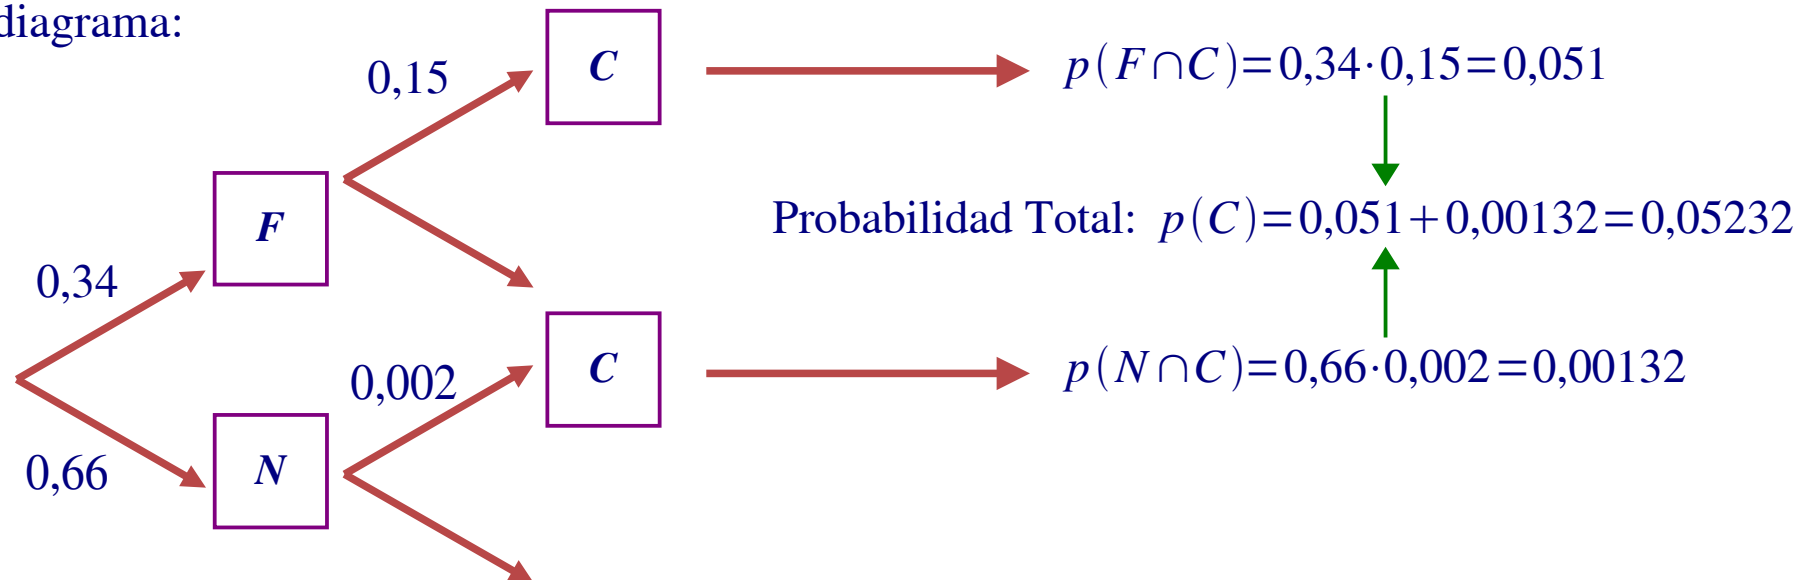 diagrama:
C
0,15
p(F∩C)=0,34·0,15=0,051
F
Probabilidad Total: p(C)=0,051+0,00132=0,05232
0,34
C
0,002
p(N∩C)=0,66·0,002=0,00132
N
0,66